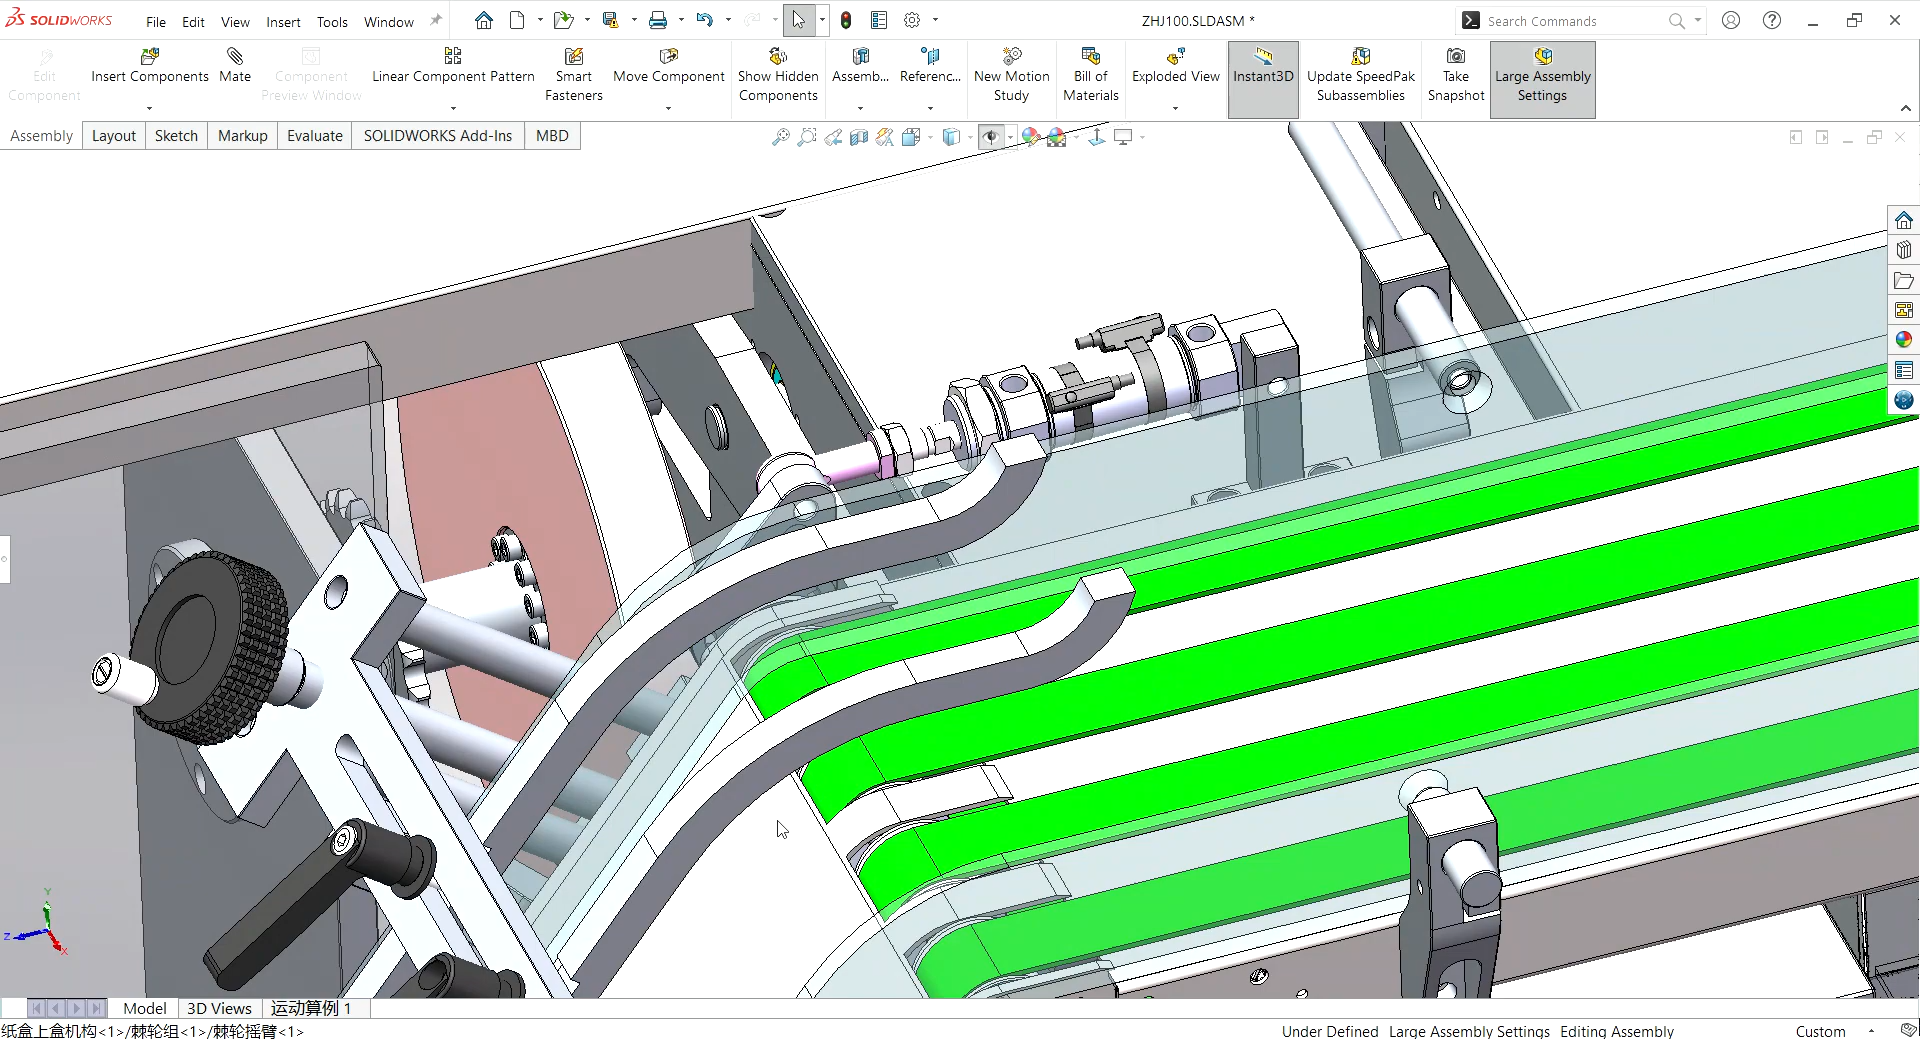 SOLIDWORKS File Edit View Insert Tools Window ZHJ100.SLDASM * Search Commands
Edit Component
Insert Components
Mate
Component Preview Window
Linear Component Pattern
Smart Fasteners
Move Component
Show Hidden Components
Assemb...
Referenc...
New Motion Study
Bill of Materials
Exploded View
Instant3D
Update SpeedPak Subassemblies
Take Snapshot
Large Assembly Settings
Assembly Layout Sketch Markup Evaluate SOLIDWORKS Add-Ins MBD
Y
Z
X
Model 3D Views 运动算例 1
纸盒上盒机构<1>/棘轮组<1>/棘轮摇臂<1> Under Defined Large Assembly Settings Editing Assembly Custom